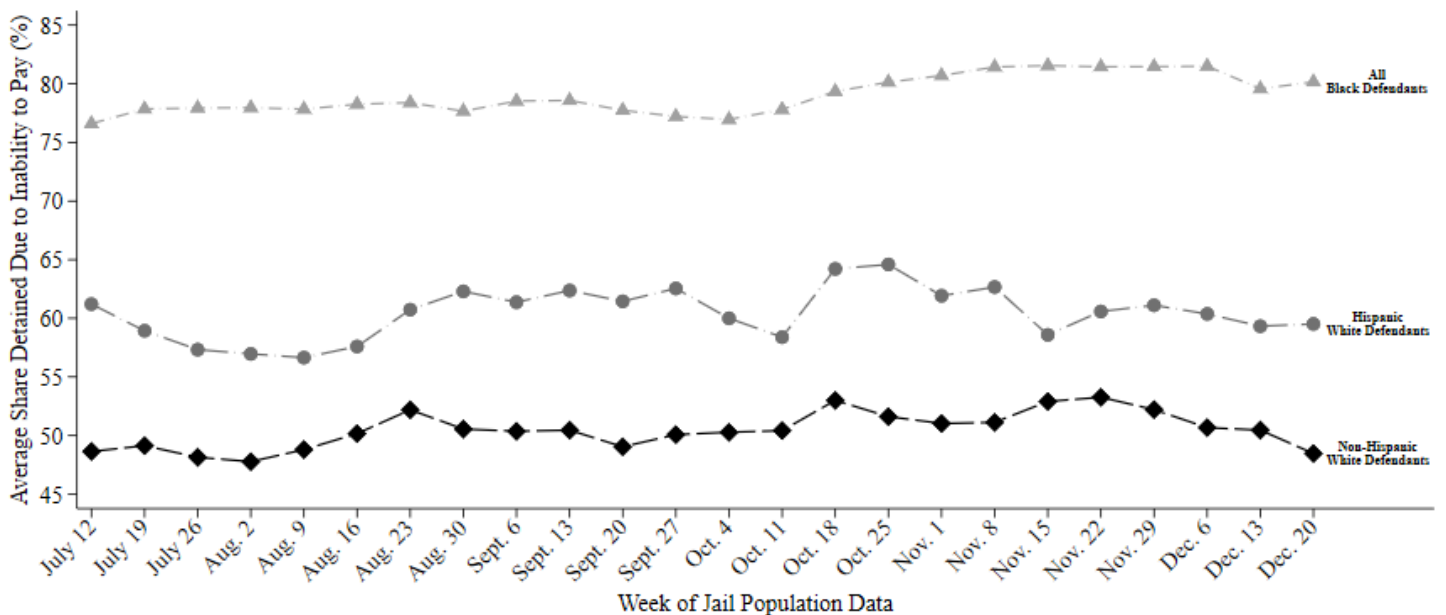 Average Share Detained Due to Inability to Pay (%)
85
80
75
70
65
60
55
50
45
All
Black Defendants
Hispanic
White Defendants
Non-Hispanic
White Defendants
July 12
July 19
July 26
Aug. 2
Aug. 9
Aug. 16
Aug. 23
Aug. 30
Sept. 6
Sept. 13
Sept. 20
Sept. 27
Oct. 4
Oct. 11
Oct. 18
Oct. 25
Nov. 1
Nov. 8
Nov. 15
Nov. 22
Nov. 29
Dec. 6
Dec. 13
Dec. 20
Week of Jail Population Data